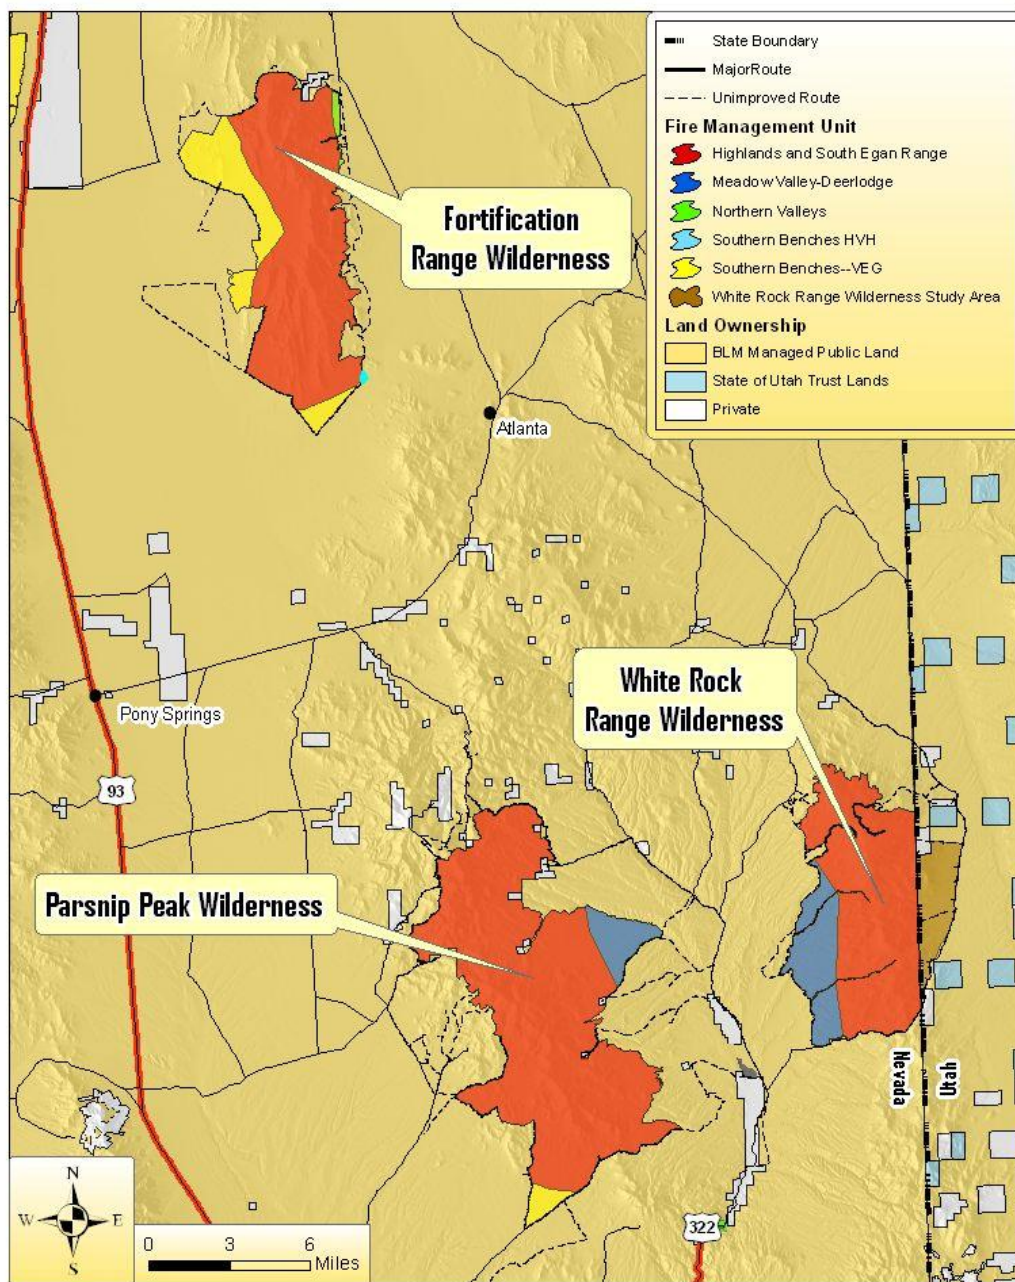 State Boundary
MajorRoute
Unimproved Route
Fire Management Unit
Highlands and South Egan Range
Meadow Valley-Deerlodge
Northern Valleys
Southern Benches HVH
Southern Benches--VEG
White Rock Range Wilderness Study Area
Land Ownership
BLM Managed Public Land
State of Utah Trust Lands
Private
Fortification
Range Wilderness
Atlanta
White Rock
Range Wilderness
Pony Springs
93
Parsnip Peak Wilderness
Nevada
Utah
N
W E
S
0 3 6
Miles
322